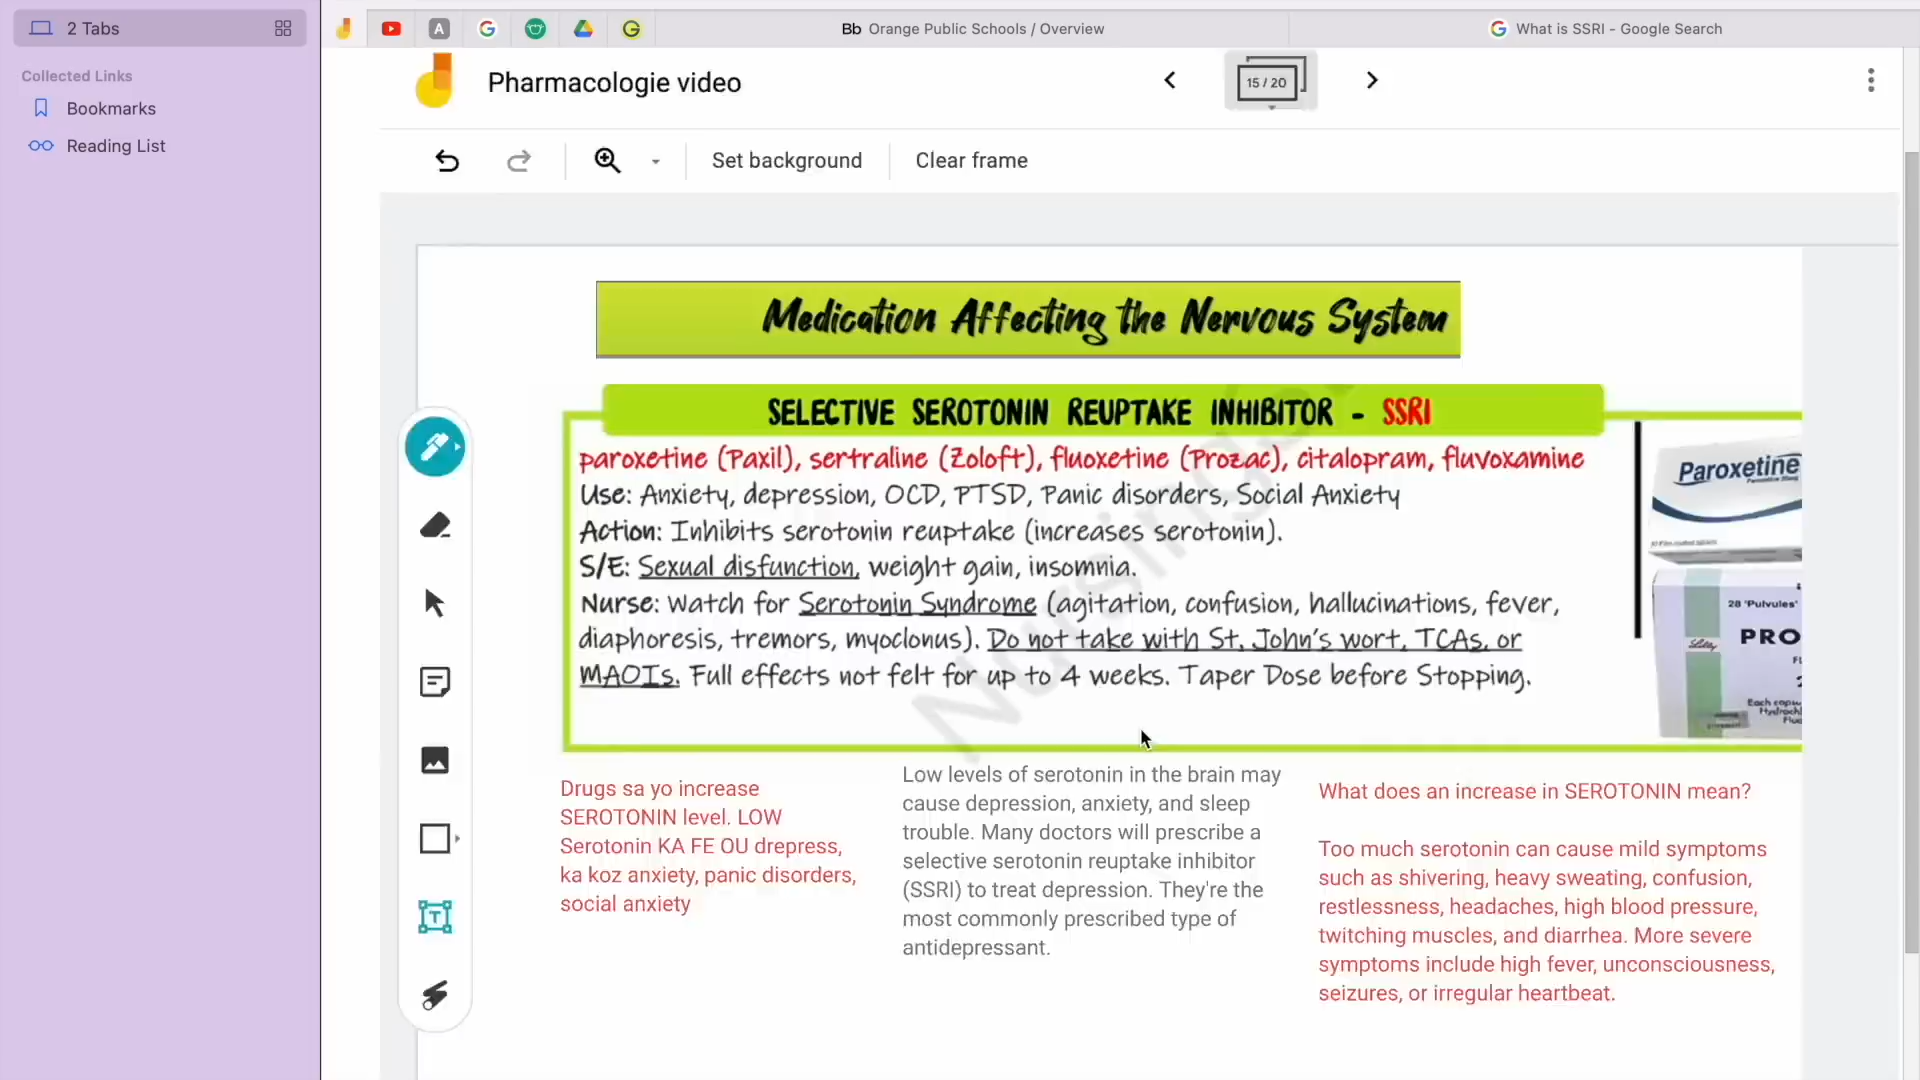 2 Tabs
Collected Links
Bookmarks
Reading List
A
Bb Orange Public Schools / Overview
What is SSRI - Google Search
Pharmacologie video
15 / 20
Set background
Clear frame
Medication Affecting the Nervous System
SELECTIVE SEROTONIN REUPTAKE INHIBITOR - SSRI
paroxetine (Paxil), sertraline (Zoloft), fluoxetine (Prozac), citalopram, fluvoxamine
Use: Anxiety, depression, OCD, PTSD, Panic disorders, Social Anxiety
Action: Inhibits serotonin reuptake (increases serotonin).
S/E: Sexual disfunction, weight gain, insomnia.
Nurse: Watch for Serotonin Syndrome (agitation, confusion, hallucinations, fever,
diaphoresis, tremors, myoclonus). Do not take with St. John's wort, TCAs, or
MAOIs. Full effects not felt for up to 4 weeks. Taper Dose before Stopping.
Paroxetine
28 'Pulvules'
Lilly
PRO
Each capsu
Hydrochl
Nursing
Drugs sa yo increase
SEROTONIN level. LOW
Serotonin KA FE OU drepress,
ka koz anxiety, panic disorders,
social anxiety
Low levels of serotonin in the brain may
cause depression, anxiety, and sleep
trouble. Many doctors will prescribe a
selective serotonin reuptake inhibitor
(SSRI) to treat depression. They're the
most commonly prescribed type of
antidepressant.
What does an increase in SEROTONIN mean?
Too much serotonin can cause mild symptoms
such as shivering, heavy sweating, confusion,
restlessness, headaches, high blood pressure,
twitching muscles, and diarrhea. More severe
symptoms include high fever, unconsciousness,
seizures, or irregular heartbeat.